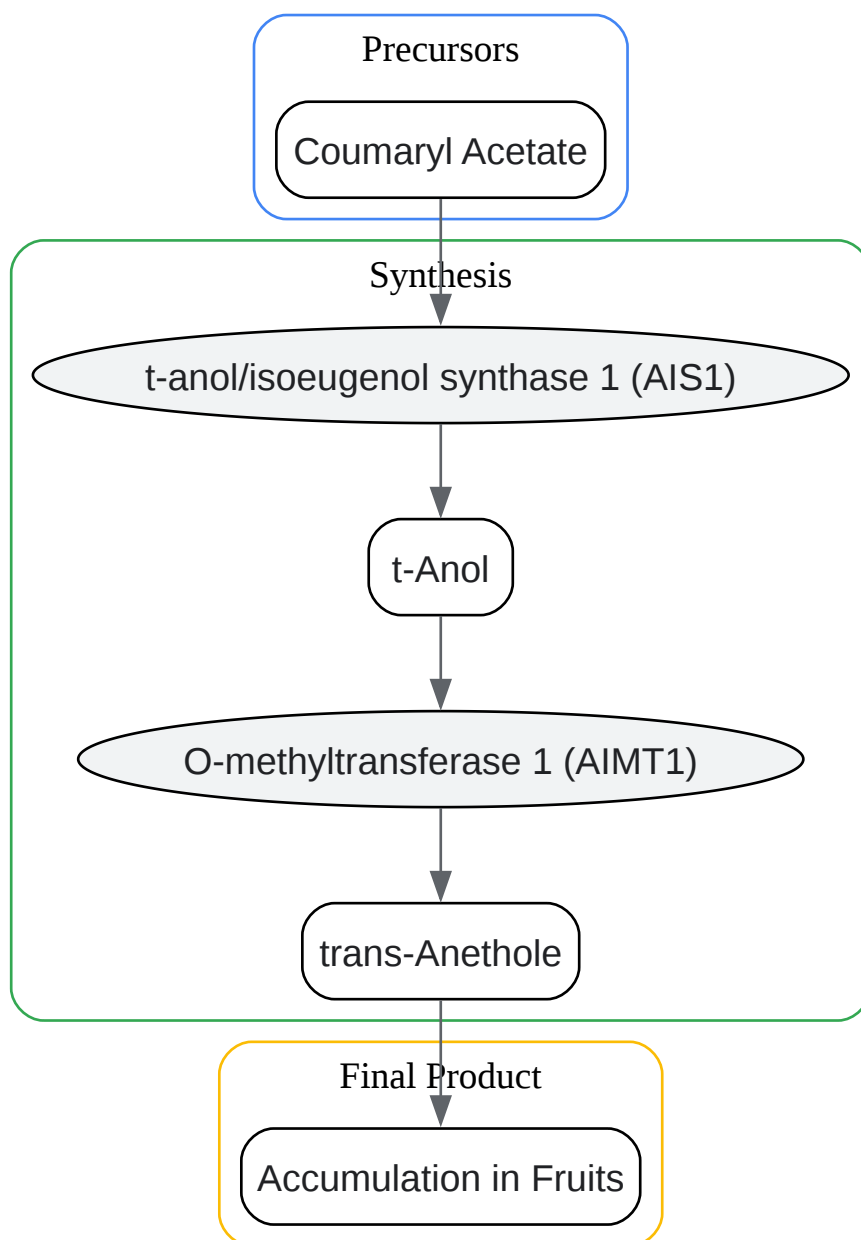 Precursors
Coumaryl Acetate
Synthesis
t-anol/isoeugenol synthase 1 (AIS1)
t-Anol
O-methyltransferase 1 (AIMT1)
trans-Anethole
Final Product
Accumulation in Fruits